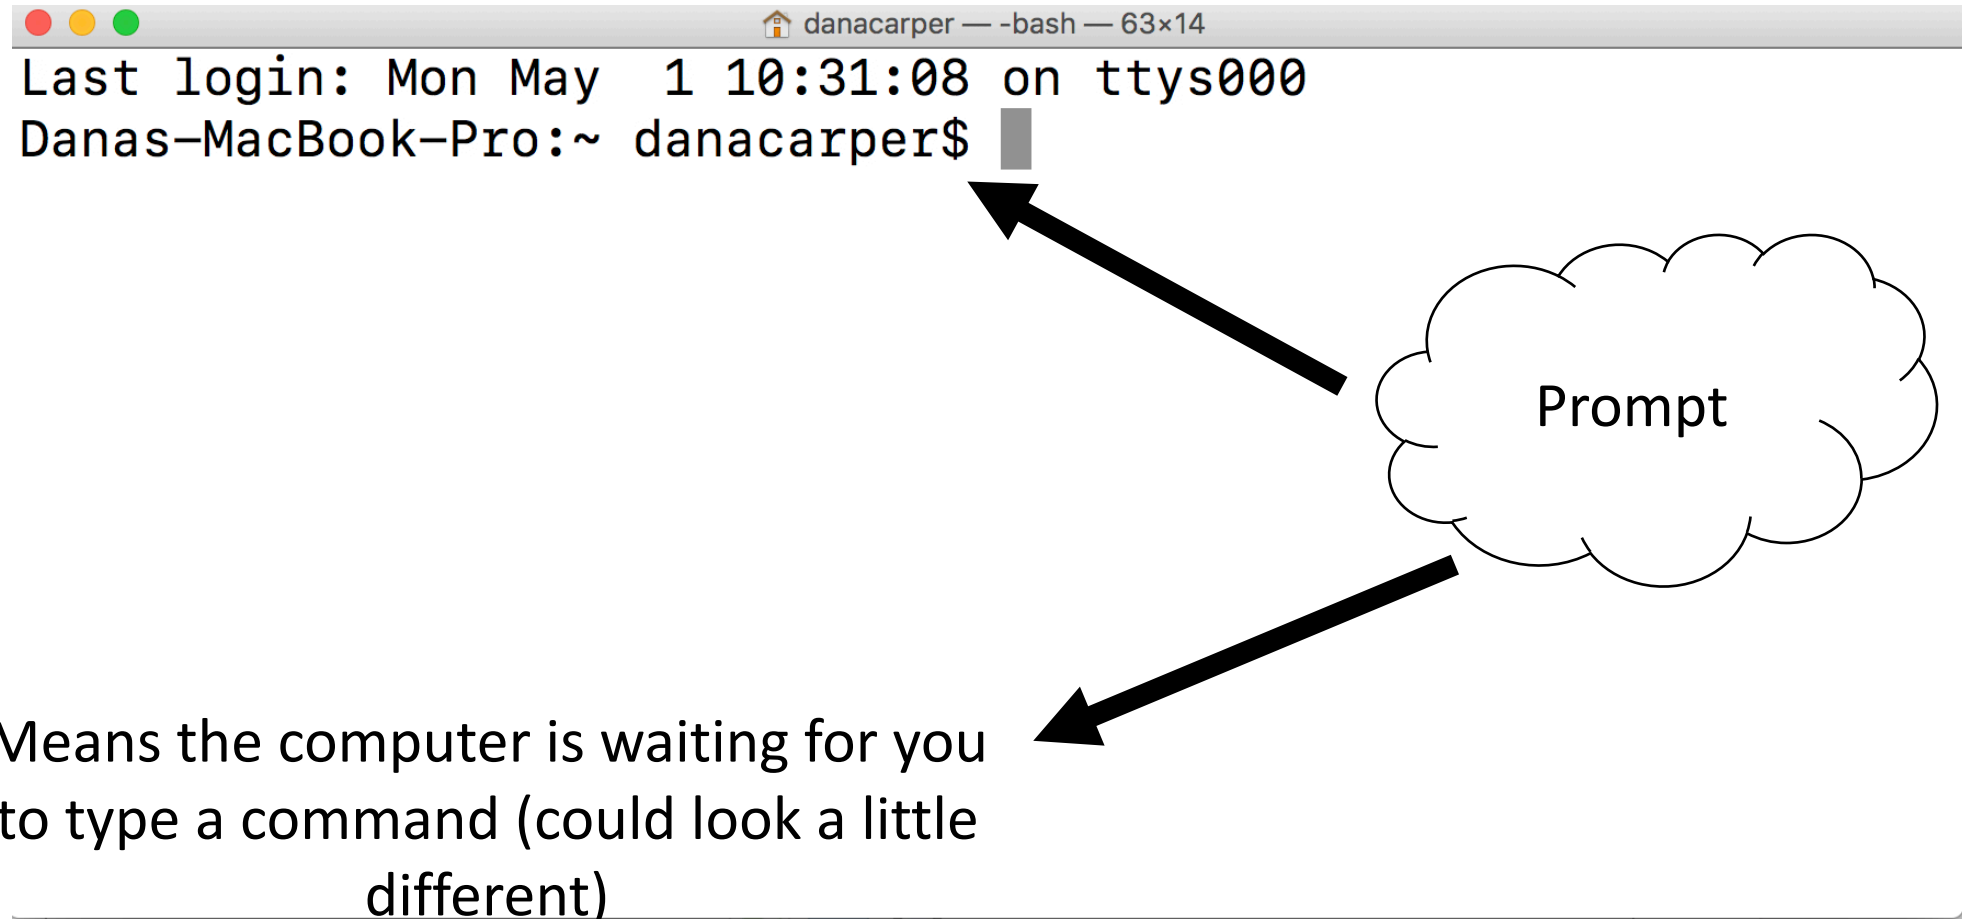 danacarper — -bash — 63×14
Last login: Mon May  1 10:31:08 on ttys000
Danas-MacBook-Pro:~ danacarper$
Prompt
Means the computer is waiting for you
to type a command (could look a little
different)